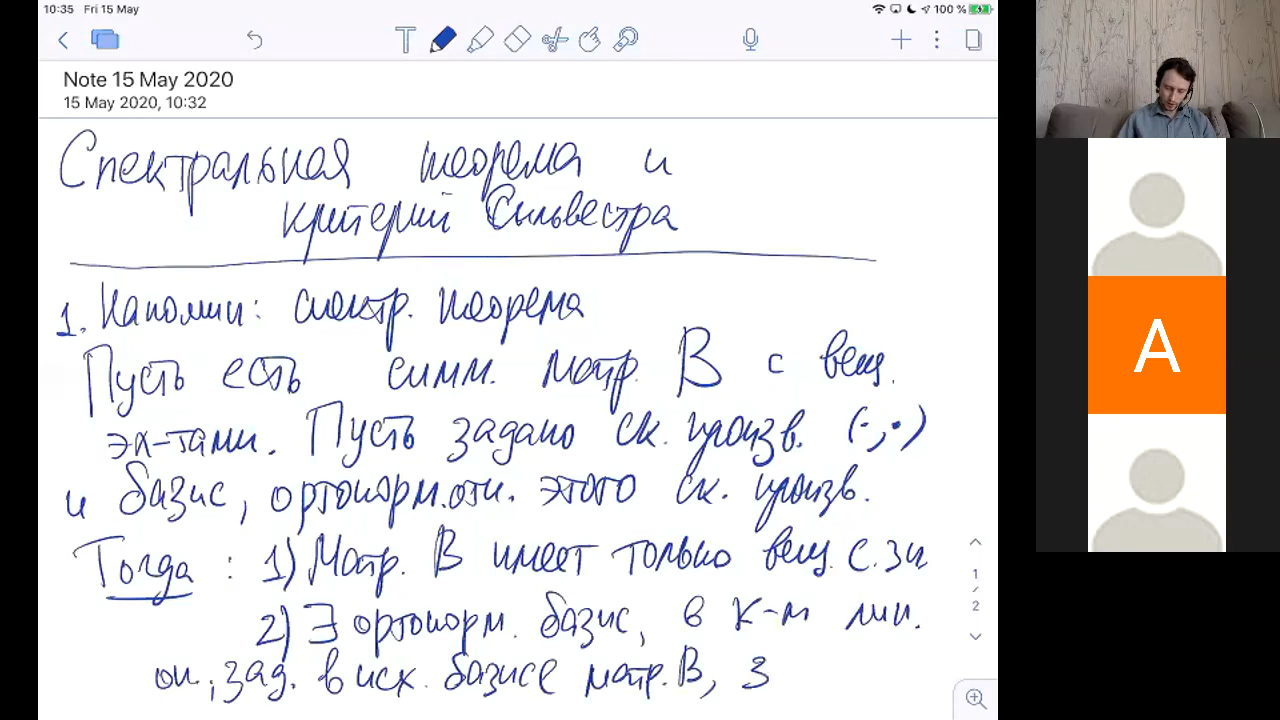 10:35 Fri 15 May 100 %
Note 15 May 2020
15 May 2020, 10:32
Спектральная теорема и
критерий Сильвестра
1. Напомин: спектр. теорема
Пусть есть симм. матр. B с вещ.
эл-тами. Пусть задано ск. произв. (·,·)
и базис, ортонорм. отн. этого ск. произв.
Тогда: 1) Матр. B имеет только вещ. с. зн
2) ∃ ортонорм. базис, в к-м лин.
оп., зад. в исх. базисе матр. B, з
1
/
2
A